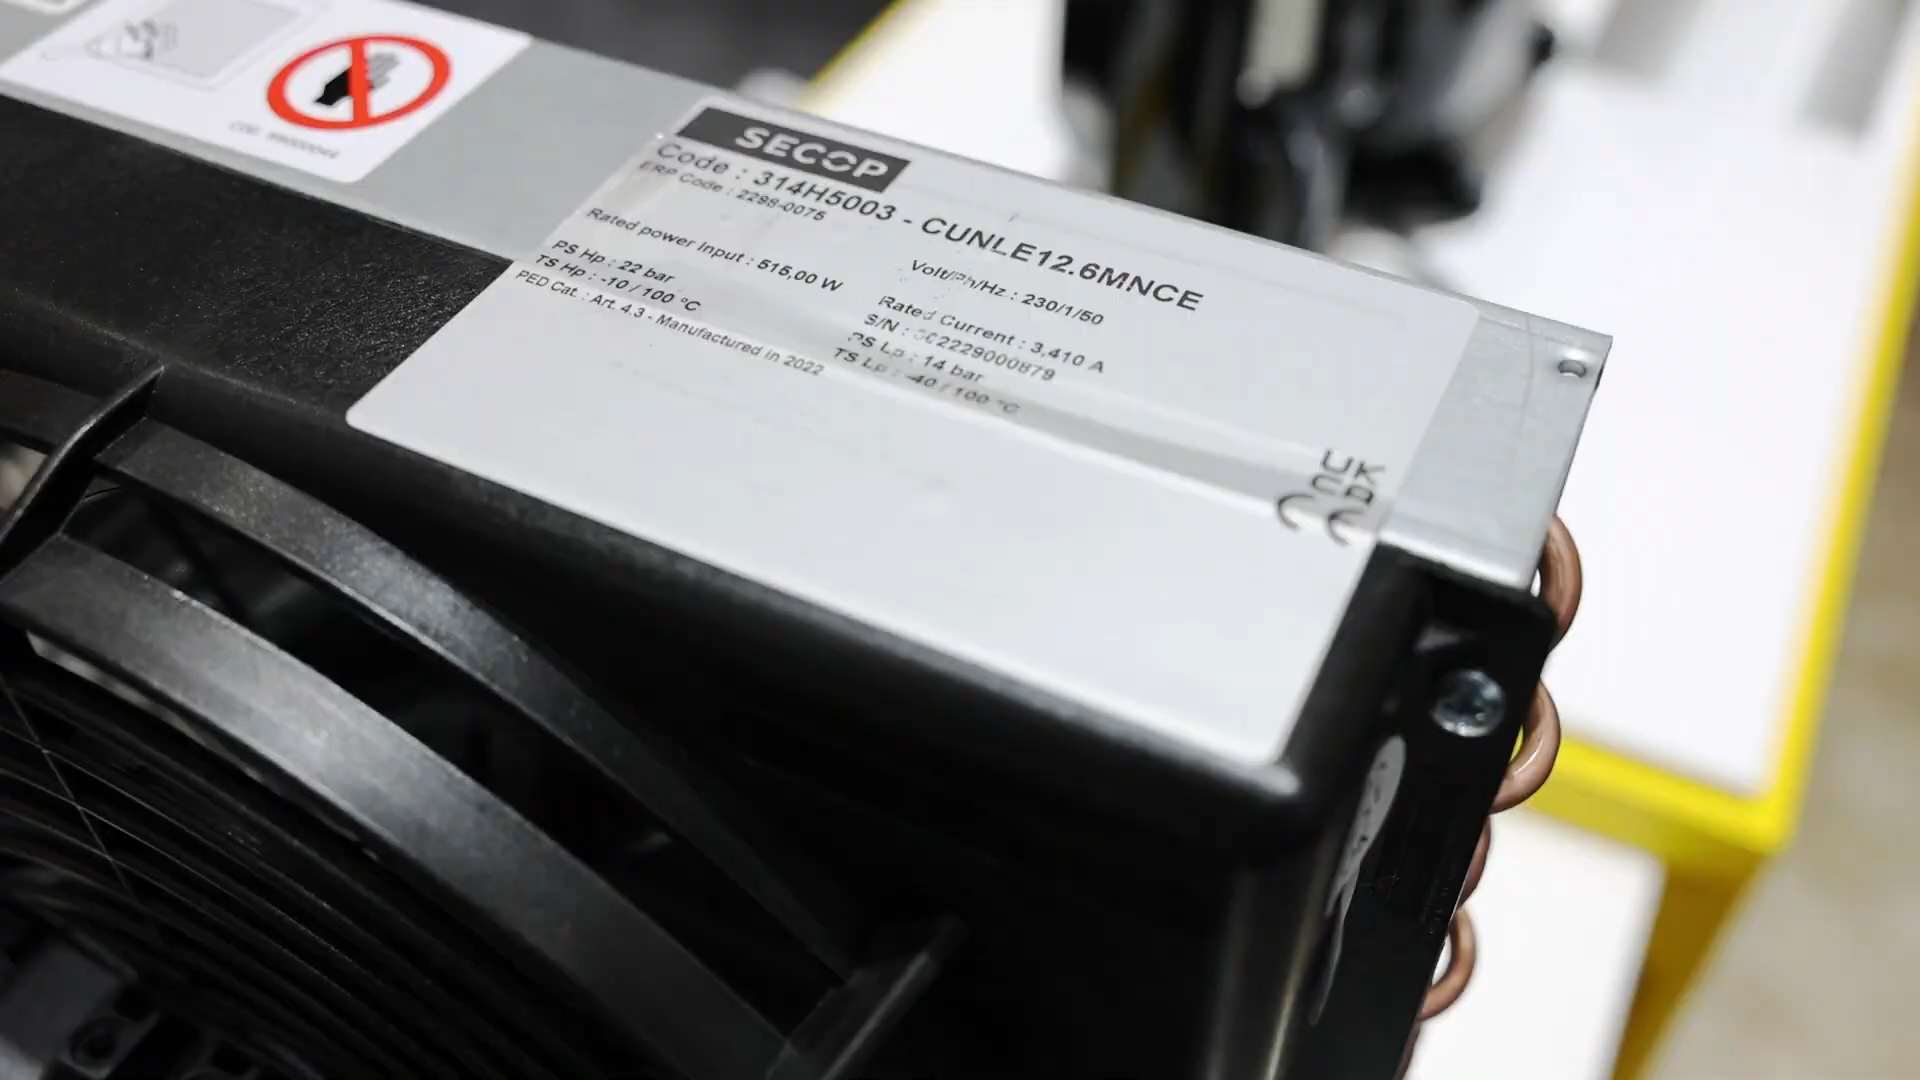 SECOP
Code : 314H5003 - CUNLE12.6MNCE
ERP Code : 2298-0075
Volt/Ph/Hz : 230/1/50
Rated power Input : 515,00 W
Rated Current : 3,410 A
S/N : 2229000879
PS Hp : 22 bar
PS Lp : 14 bar
TS Hp : -10 / 100 °C
TS Lp : -40 / 100 °C
PED Cat. : Art. 4.3 - Manufactured in 2022
UK
CA
CE